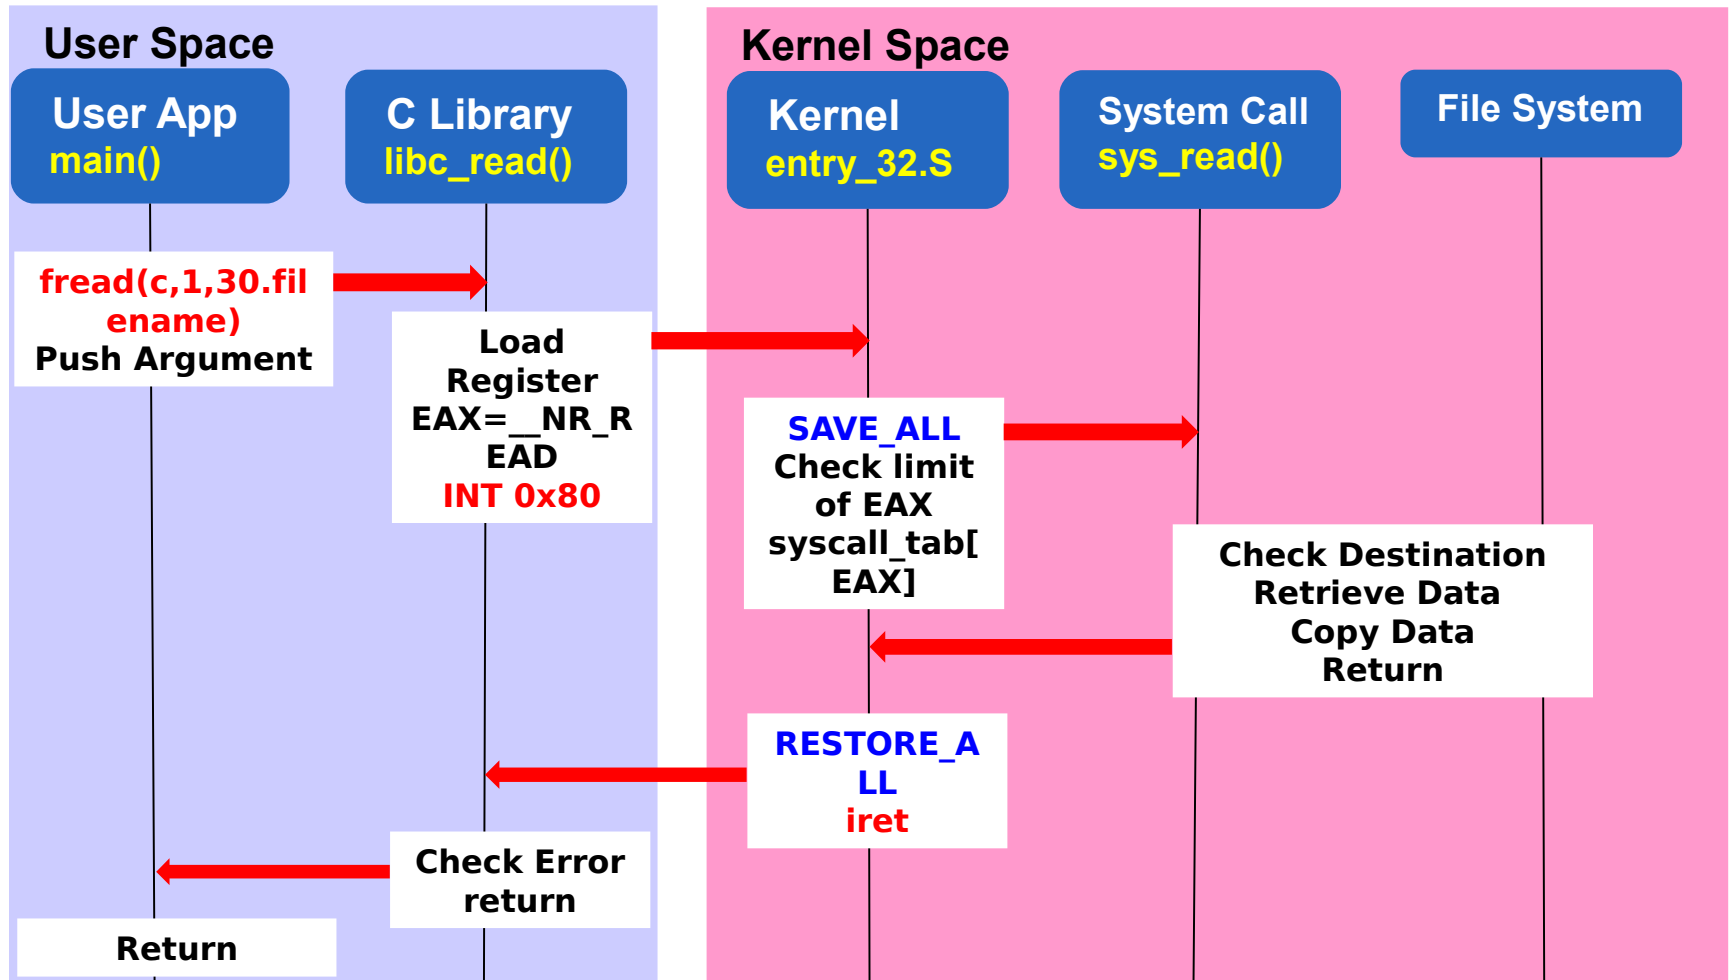 User Space
Kernel Space
User App
main()
C Library
libc_read()
Kernel
entry_32.S
System Call
sys_read()
File System
fread(c,1,30.fil
ename)
Push Argument
Load
Register
EAX=__NR_R
EAD
INT 0x80
SAVE_ALL
Check limit
of EAX
syscall_tab[
EAX]
Check Destination
Retrieve Data
Copy Data
Return
RESTORE_A
LL
iret
Check Error
return
Return